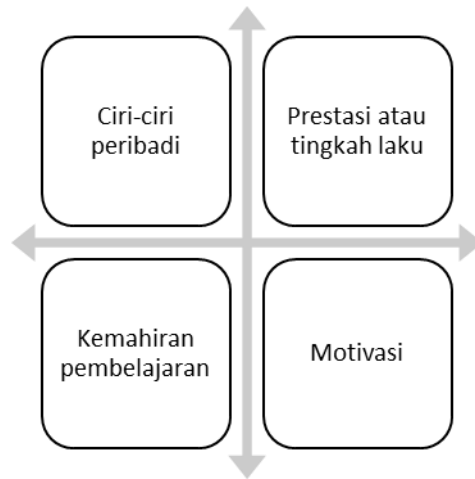 Ciri-ciri
peribadi
Prestasi atau
tingkah laku
Kemahiran
pembelajaran
Motivasi